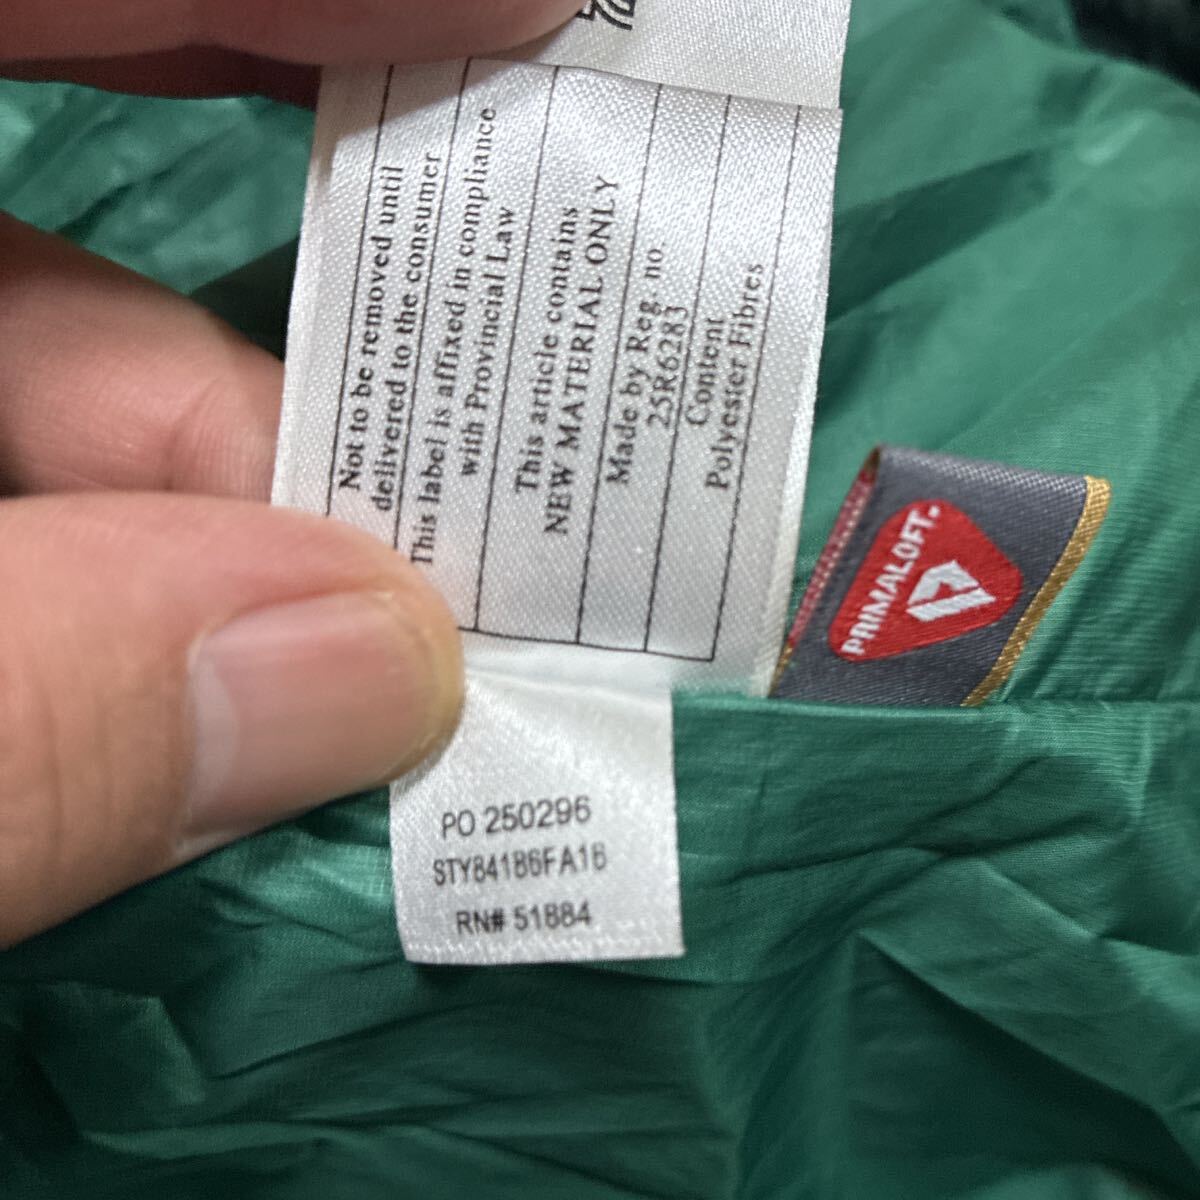 Not to be removed until
delivered to the consumer
This label is affixed in compliance
with Provincial Law
This article contains
NEW MATERIAL ONLY
Made by Reg. no.
25R6283
Content
Polyester Fibres
PRIMALOFT
PO 250296
STY84186FA16
RN# 51884